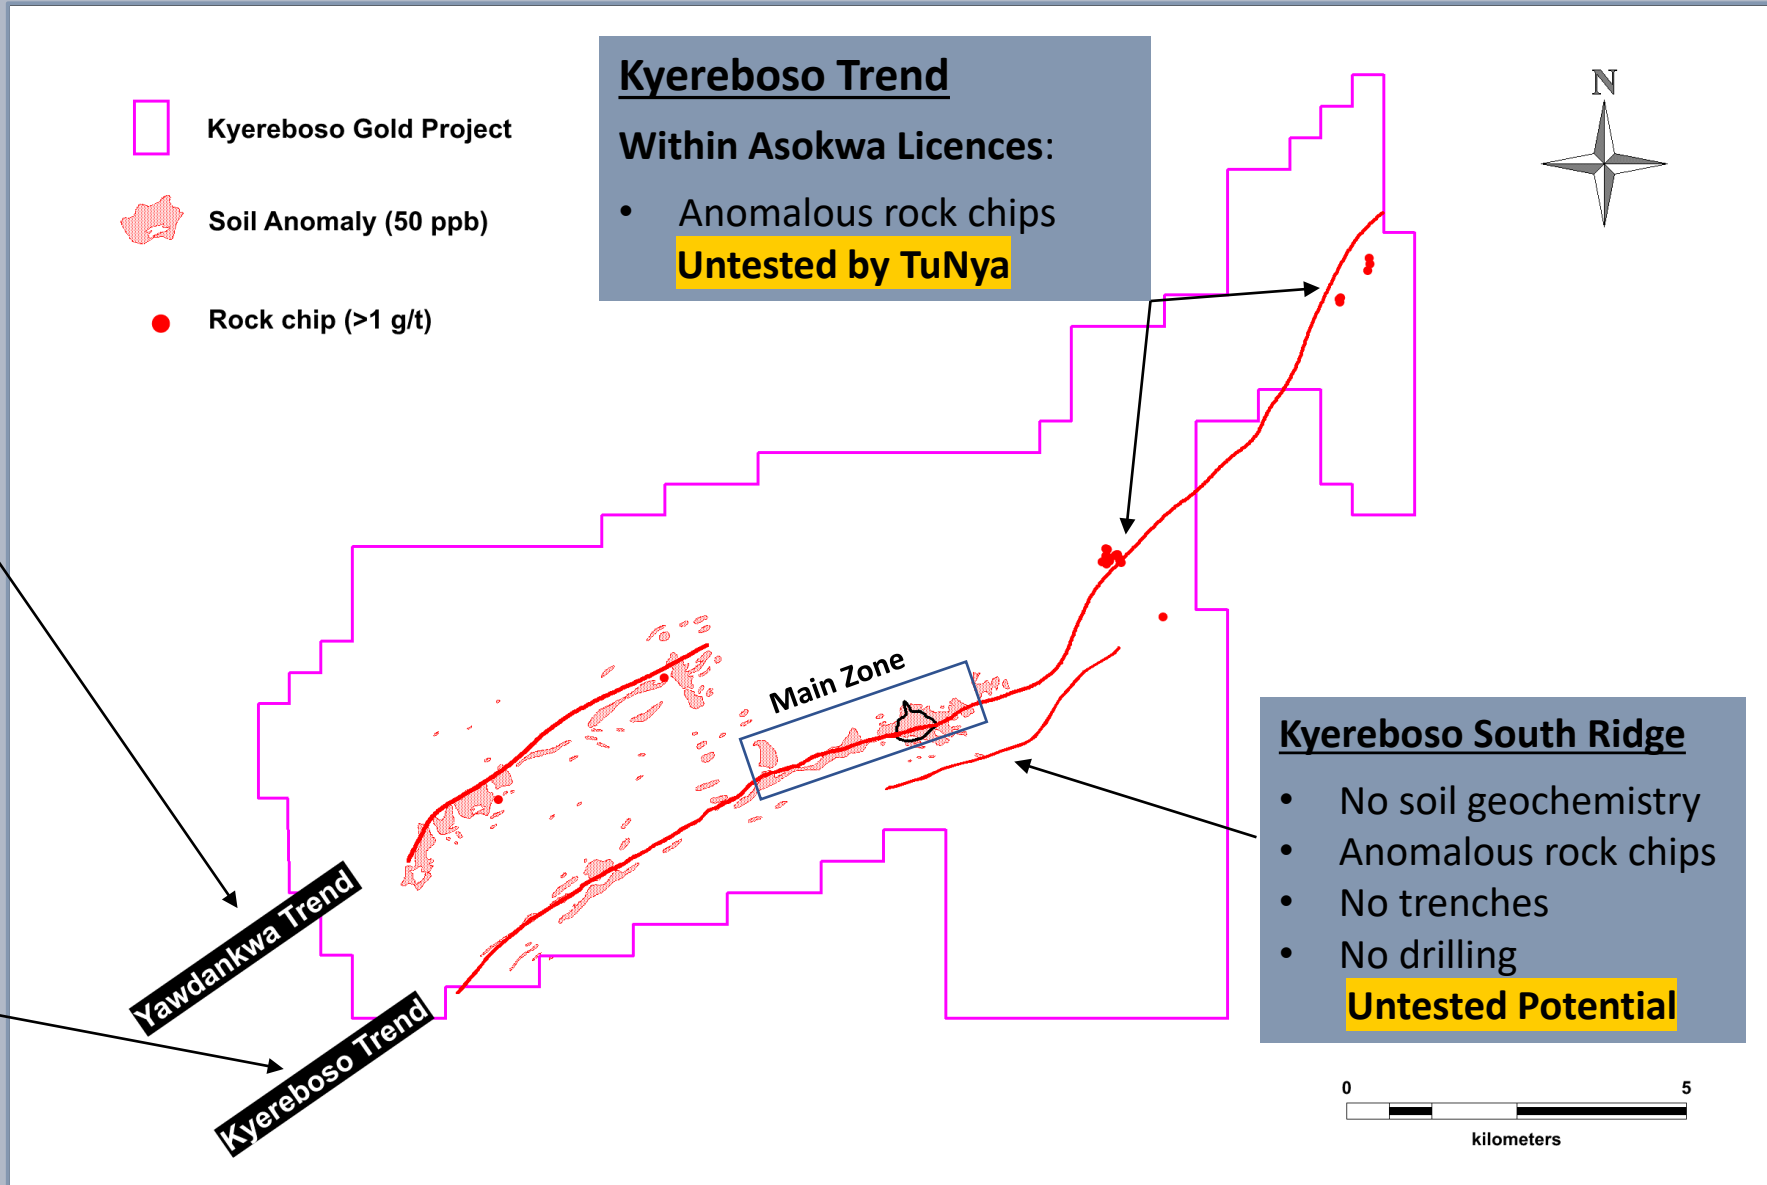 Kyereboso Trend
Within Asokwa Licences:
• Anomalous rock chips
Untested by TuNya
N
Kyereboso Gold Project
Soil Anomaly (50 ppb)
Rock chip (>1 g/t)
Main Zone
Kyereboso South Ridge
• No soil geochemistry
• Anomalous rock chips
• No trenches
• No drilling
Untested Potential
Yawdankwa Trend
Kyereboso Trend
0 5
kilometers